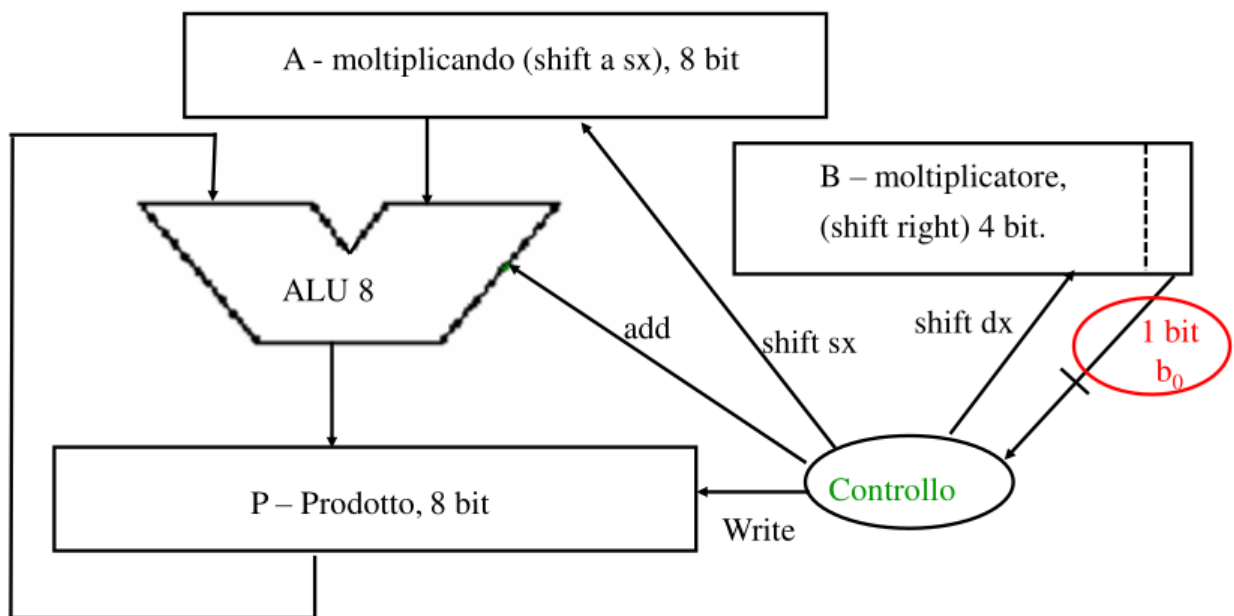 A - moltiplicando (shift a sx), 8 bit
B – moltiplicatore,
(shift right) 4 bit.
ALU 8
add
shift sx
shift dx
1 bit
b₀
P – Prodotto, 8 bit
Controllo
Write